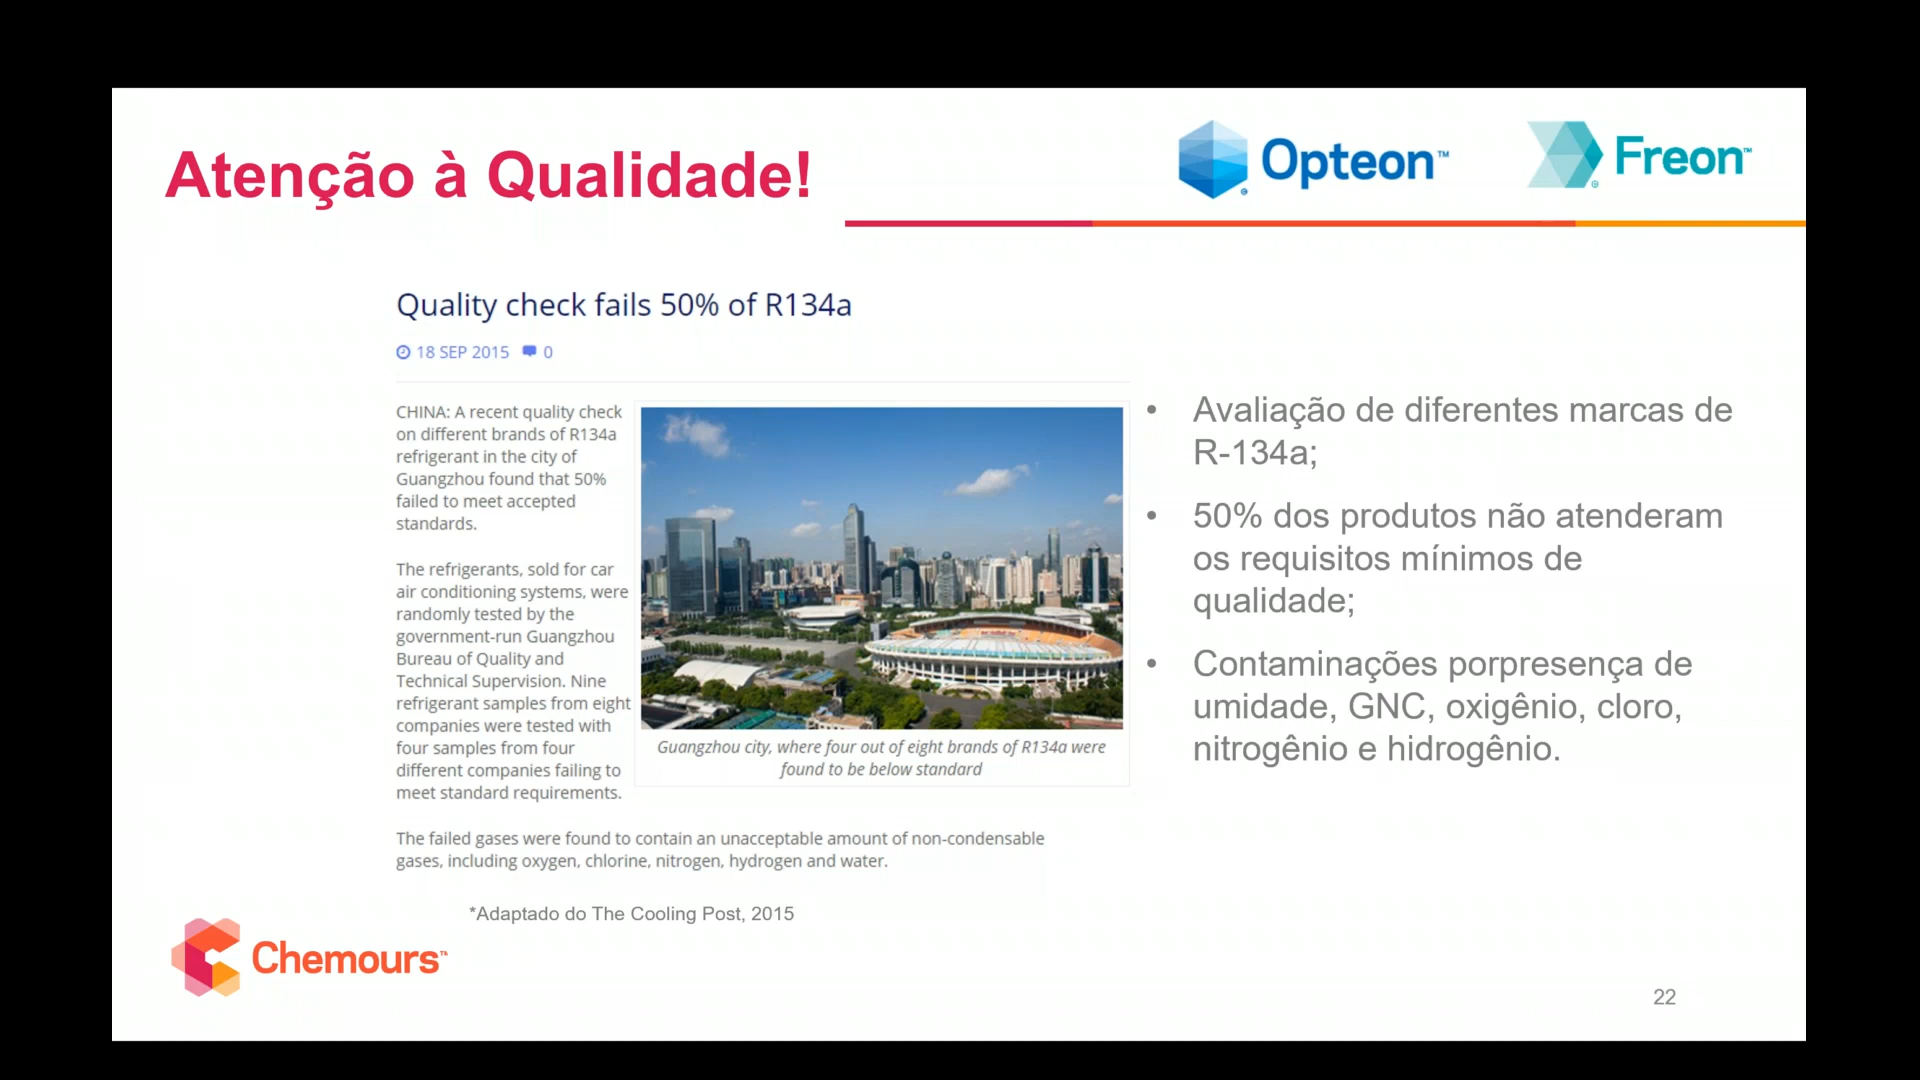 Atenção à Qualidade!
Opteon™
Freon™
Quality check fails 50% of R134a
18 SEP 2015 0
CHINA: A recent quality check
on different brands of R134a
refrigerant in the city of
Guangzhou found that 50%
failed to meet accepted
standards.
The refrigerants, sold for car
air conditioning systems, were
randomly tested by the
government-run Guangzhou
Bureau of Quality and
Technical Supervision. Nine
refrigerant samples from eight
companies were tested with
four samples from four
different companies failing to
meet standard requirements.
Guangzhou city, where four out of eight brands of R134a were
found to be below standard
The failed gases were found to contain an unacceptable amount of non-condensable
gases, including oxygen, chlorine, nitrogen, hydrogen and water.
*Adaptado do The Cooling Post, 2015
• Avaliação de diferentes marcas de
R-134a;
• 50% dos produtos não atenderam
os requisitos mínimos de
qualidade;
• Contaminações porpresença de
umidade, GNC, oxigênio, cloro,
nitrogênio e hidrogênio.
Chemours™
22